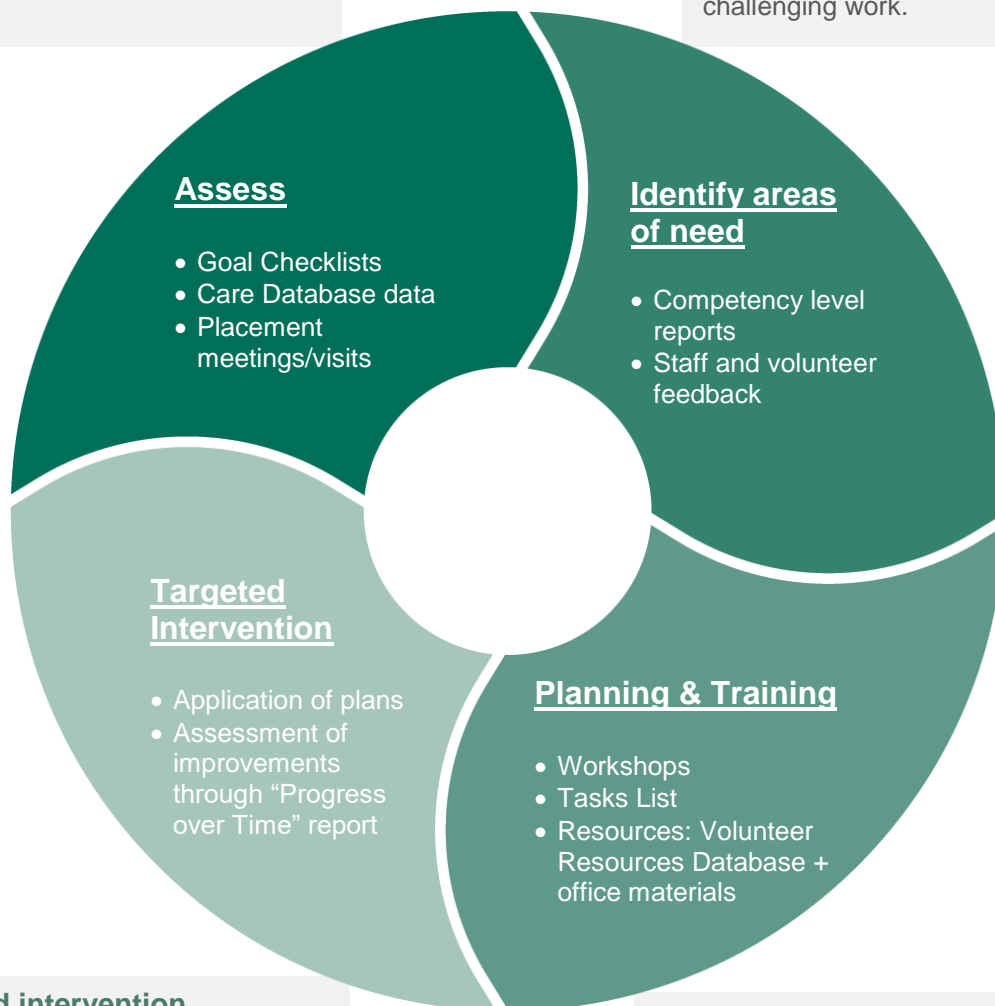 challenging work.
Assess
• Goal Checklists
• Care Database data
• Placement
meetings/visits
Identify areas
of need
• Competency level
reports
• Staff and volunteer
feedback
Planning & Training
• Workshops
• Tasks List
• Resources: Volunteer
Resources Database +
office materials
Targeted
Intervention
• Application of plans
• Assessment of
improvements
through “Progress
over Time” report
intervention